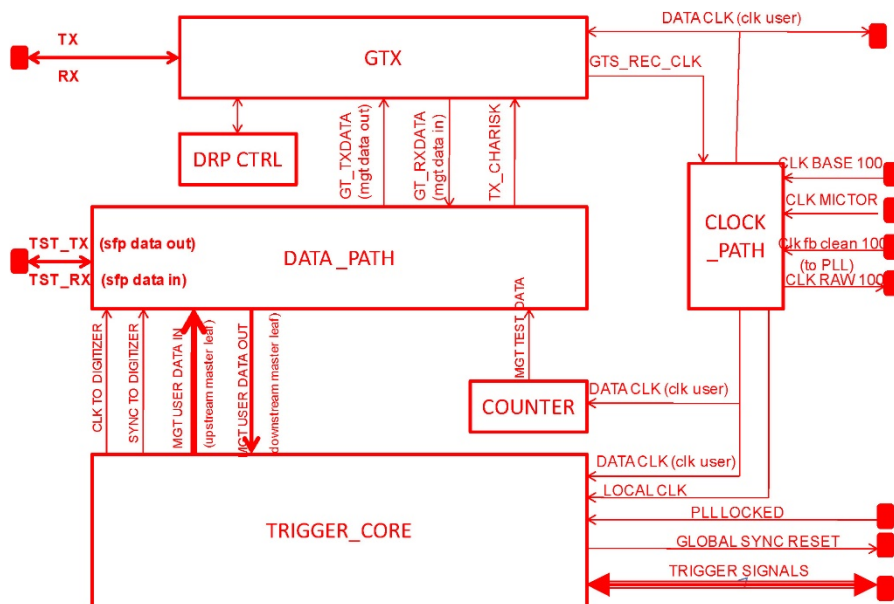 DATA CLK (clk user)
TX
RX
GTX
GTS_REC_CLK
DRP CTRL
GT_TXDATA
(mgt data out)
GT_RXDATA
(mgt data in)
TX_CHARISK
CLK BASE 100
CLK MICTOR
CLOCK
_PATH
Clk fb clean 100
(to PLL)
CLK RAW 100
TST_TX (sfp data out)
TST_RX (sfp data in)
DATA _PATH
CLK TO DIGITIZER
SYNC TO DIGITIZER
MGT USER DATA IN
(upstream master leaf)
MGT USER DATA OUT
downstream master leaf)
MGT TEST_DATA
COUNTER
DATA CLK (clk user)
DATA CLK (clk user)
LOCAL CLK
PLL LOCKED
TRIGGER_CORE
GLOBAL SYNC RESET
TRIGGER SIGNALS